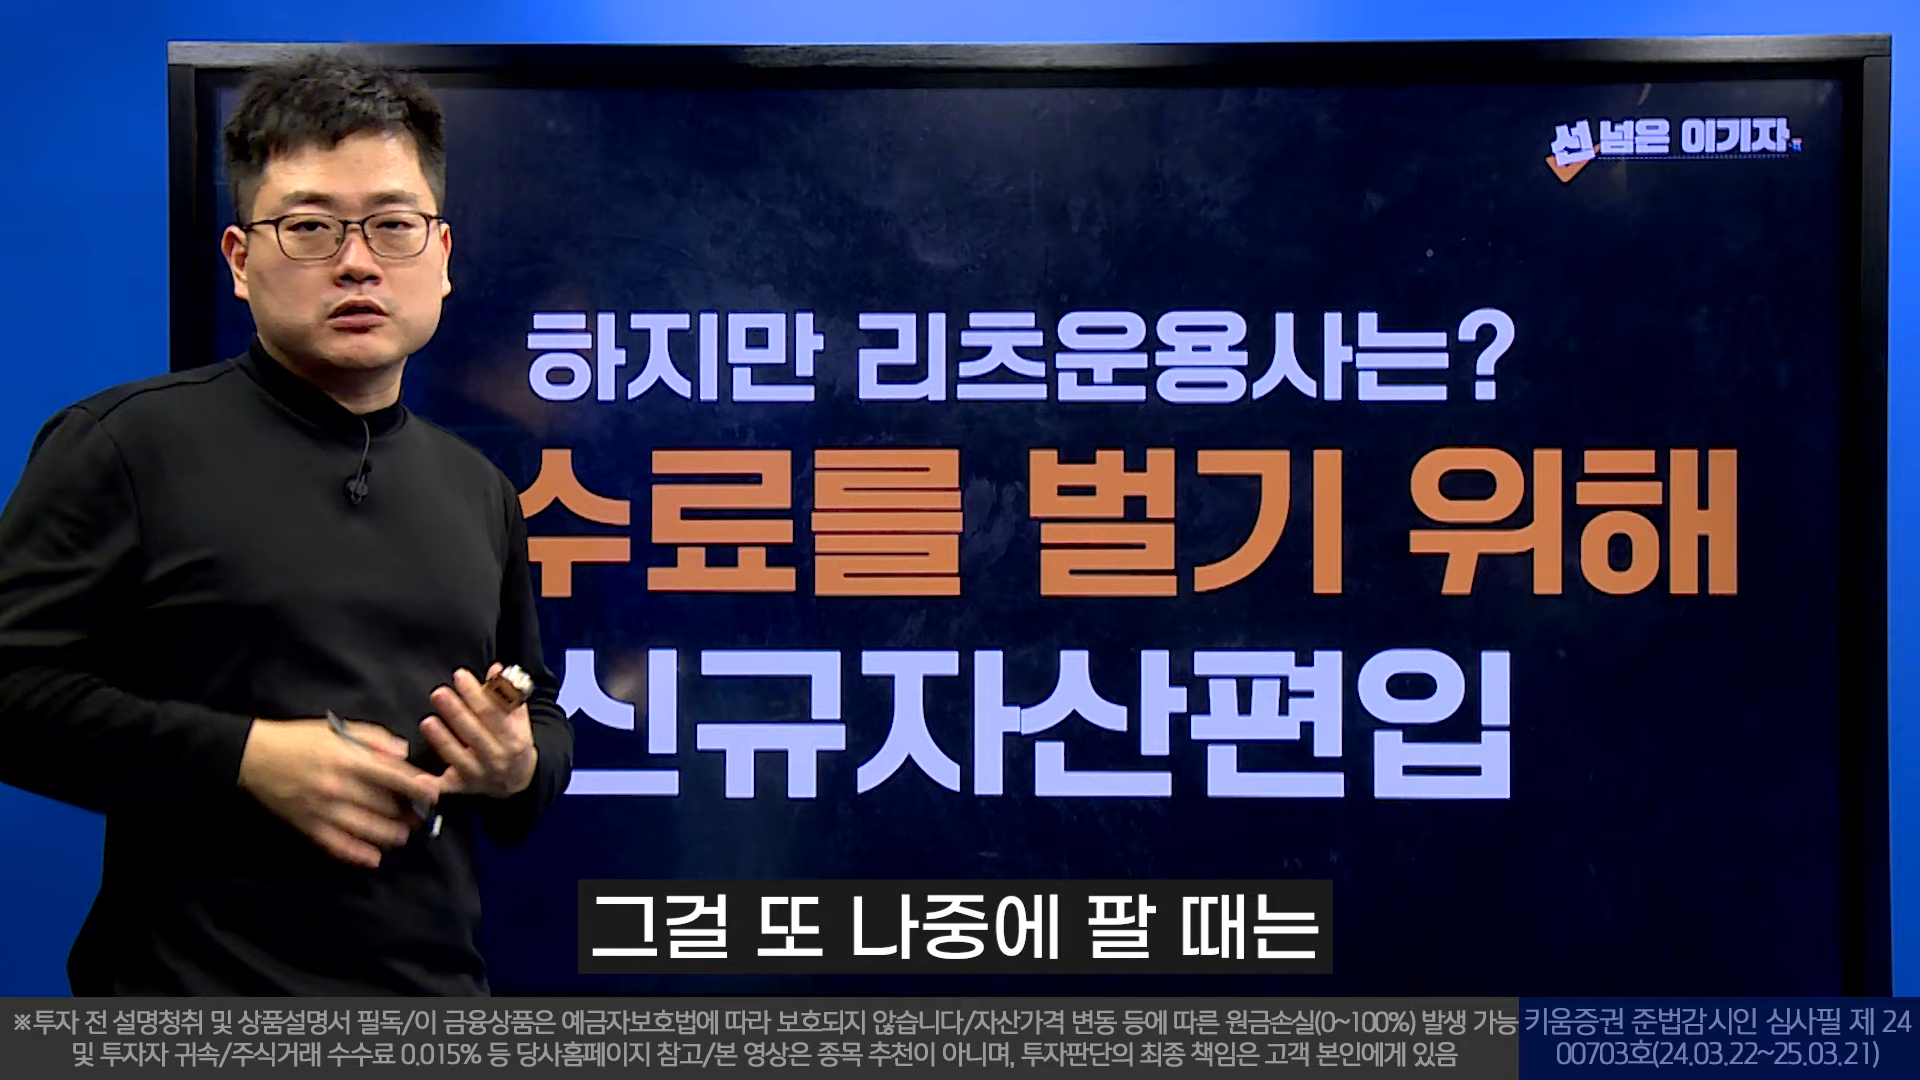 선 넘은 이기자
하지만 리츠운용사는?
수료를 벌기 위해
신규자산편입
그걸 또 나중에 팔 때는
※투자 전 설명청취 및 상품설명서 필독/이 금융상품은 예금자보호법에 따라 보호되지 않습니다/자산가격 변동 등에 따른 원금손실(0~100%) 발생 가능
및 투자자 귀속/주식거래 수수료 0.015% 등 당사홈페이지 참고/본 영상은 종목 추천이 아니며, 투자판단의 최종 책임은 고객 본인에게 있음
키움증권 준법감시인 심사필 제 24
00703호(24.03.22~25.03.21)